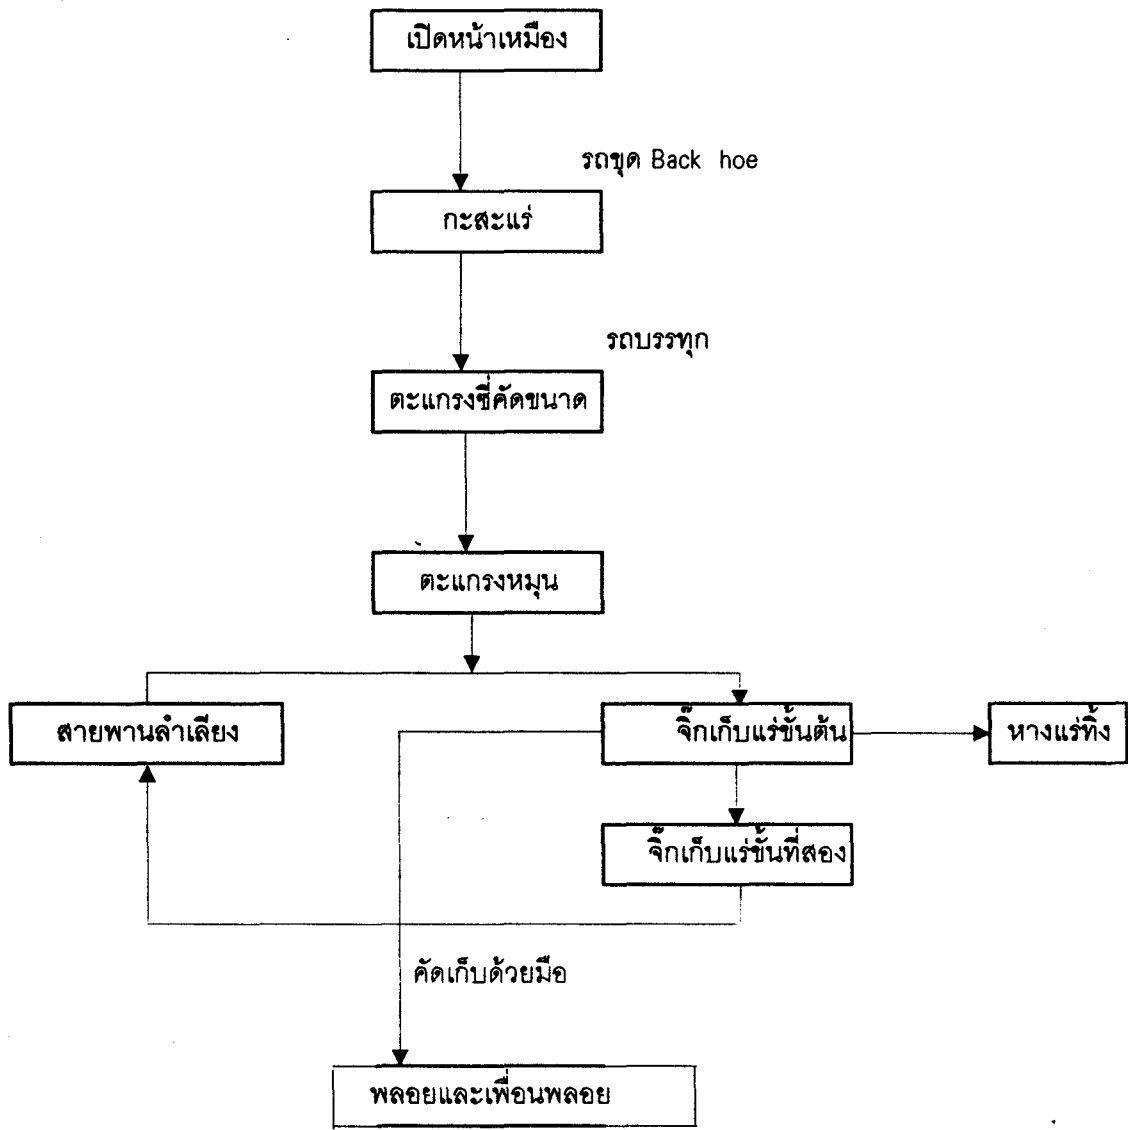 เปิดหน้าเหมือง
รถขุด Back hoe
กะสะแร่
รถบรรทุก
ตะแกรงซี่คัดขนาด
ตะแกรงหมุน
สายพานลำเลียง
จิ๊กเก็บแร่ขั้นต้น
หางแร่ทิ้ง
จิ๊กเก็บแร่ขั้นที่สอง
คัดเก็บด้วยมือ
พลอยและเพื่อนพลอย